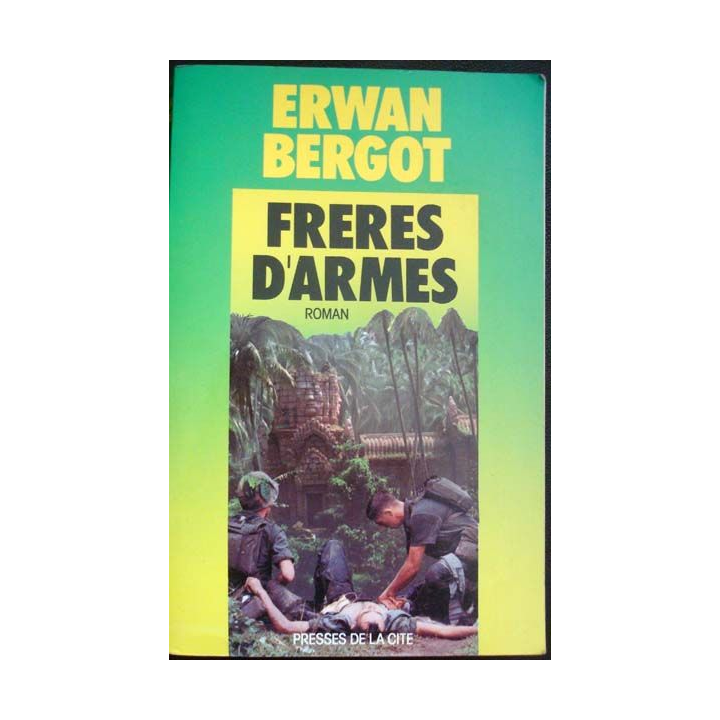 ERWAN
BERGOT
FRERES
D'ARMES
ROMAN
PRESSES DE LA CITE